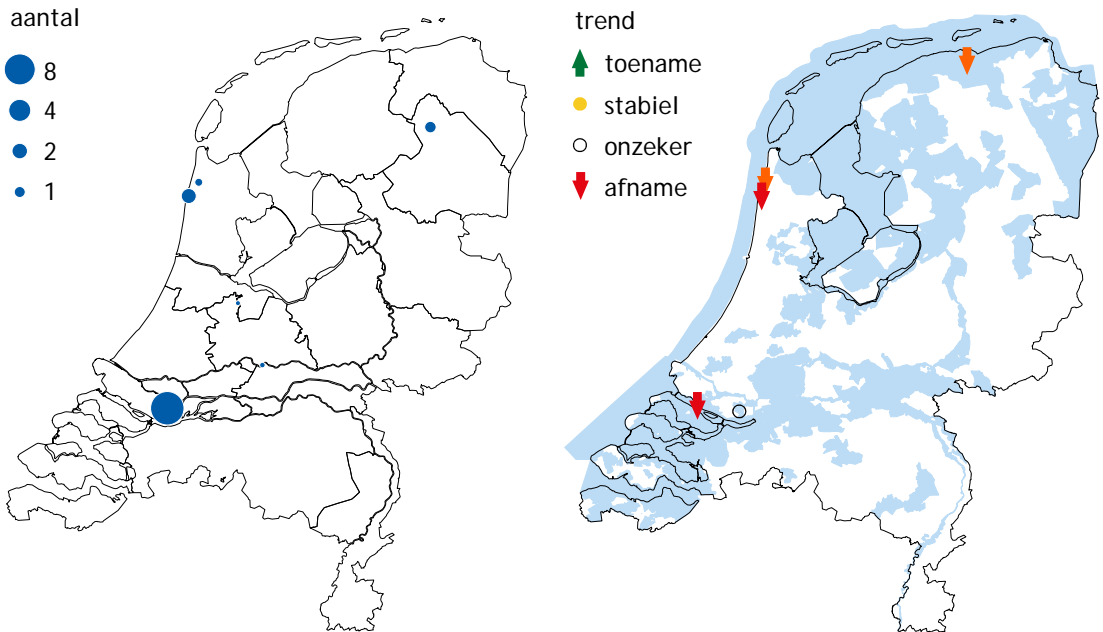 aantal
8
4
2
1
trend
toename
stabiel
onzeker
afname